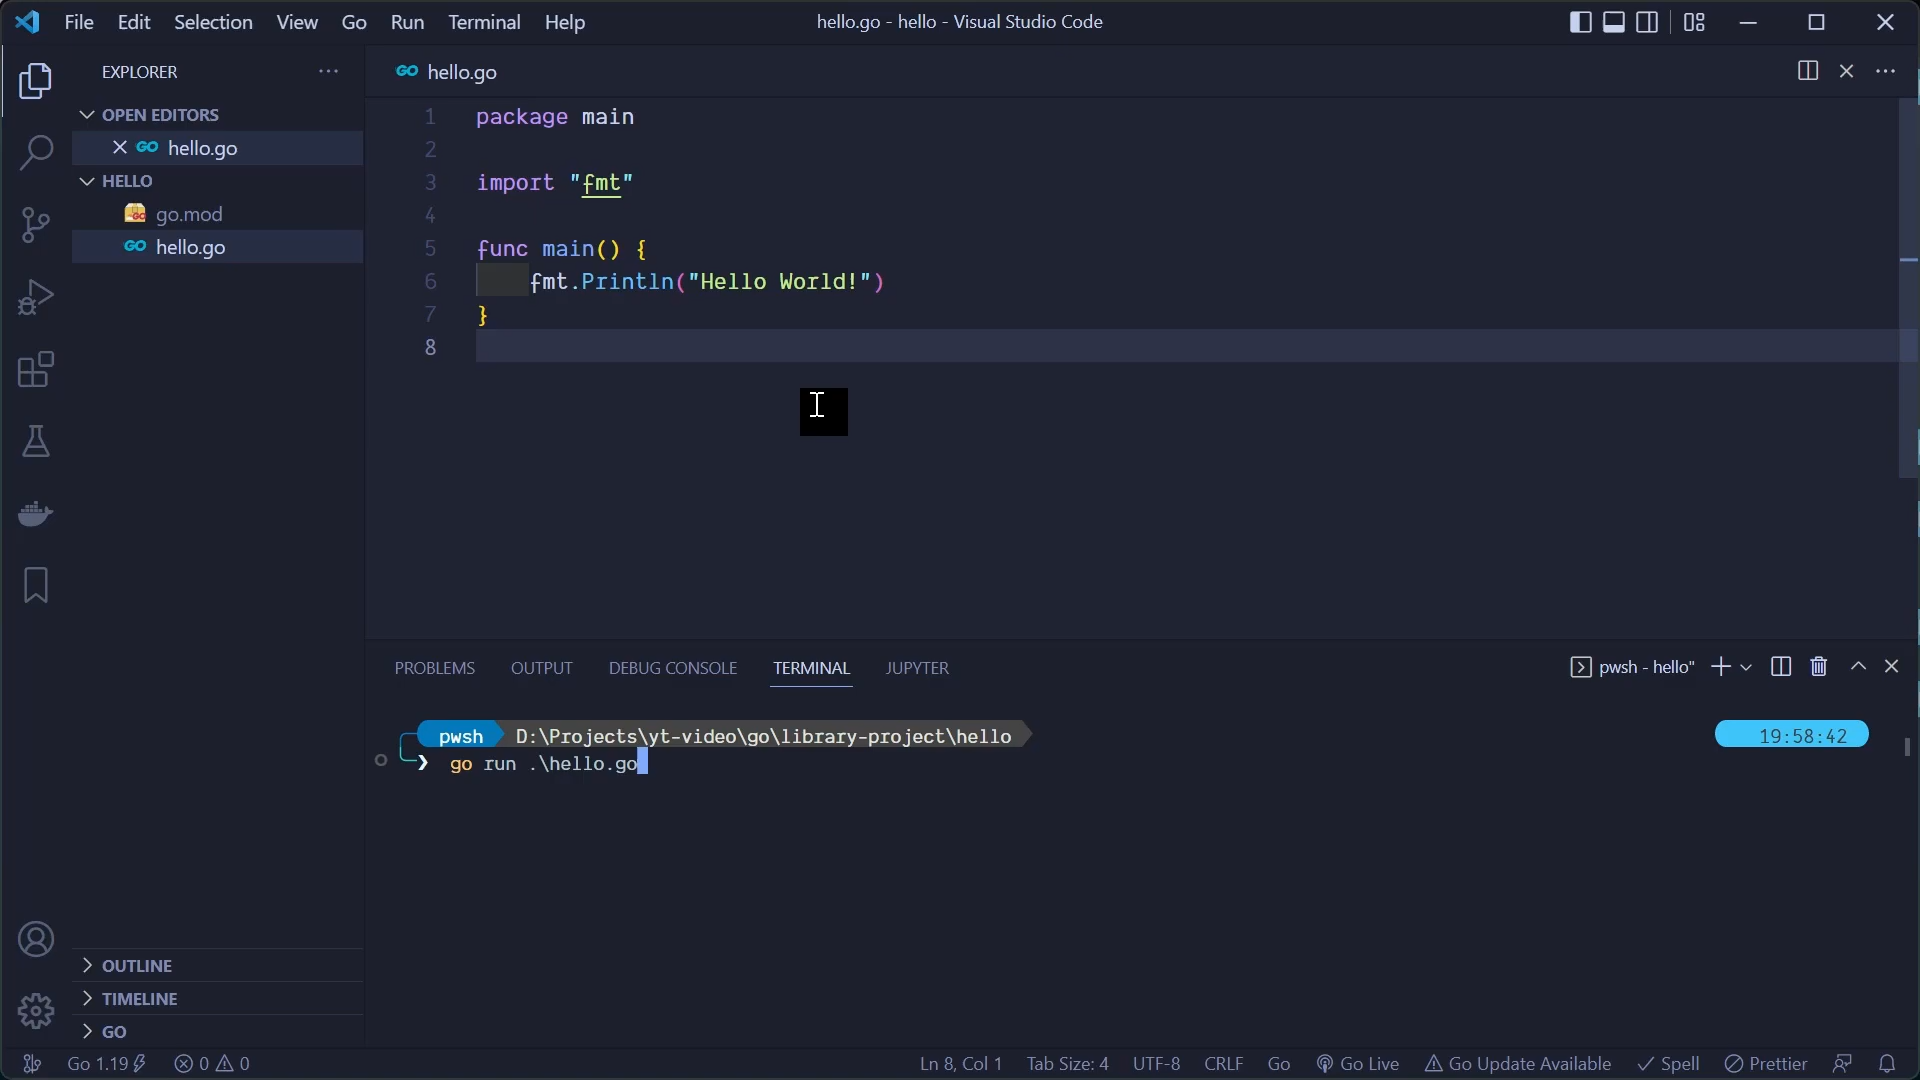 File Edit Selection View Go Run Terminal Help
hello.go - hello - Visual Studio Code
EXPLORER
OPEN EDITORS
GO hello.go
HELLO
go.mod
GO hello.go
GO
OUTLINE
TIMELINE
GO hello.go
1 package main
2
3 import "fmt"
4
5 func main() {
6 fmt.Println("Hello World!")
7 }
8
PROBLEMS OUTPUT DEBUG CONSOLE TERMINAL JUPYTER
pwsh - hello"
pwsh D:\Projects\yt-video\go\library-project\hello
19:58:42
❯ go run .\hello.go
Go 1.19 0 0 Ln 8, Col 1 Tab Size: 4 UTF-8 CRLF Go Go Live Go Update Available Spell Prettier